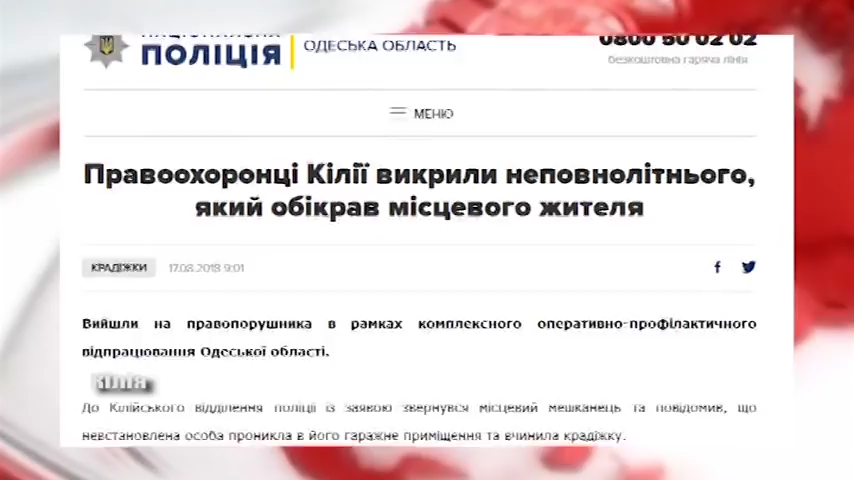 НАЦІОНАЛЬНА
ПОЛІЦІЯ
ОДЕСЬКА ОБЛАСТЬ
0800 50 02 02
безкоштовна гаряча лінія
МЕНЮ
Правоохоронці Кілії викрили неповнолітнього,
який обікрав місцевого жителя
КРАДІЖКИ 17.08.2018 9:01
Вийшли на правопорушника в рамках комплексного оперативно-профілактичного
відпрацювання Одеської області.
Кілія
До Кілійського відділення поліції із заявою звернувся місцевий мешканець та повідомив, що
невстановлена особа проникла в його гаражне приміщення та вчинила крадіжку.